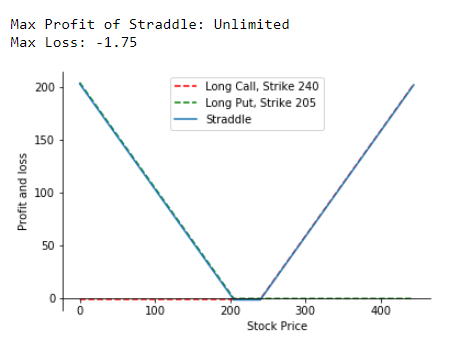 Max Profit of Straddle: Unlimited
Max Loss: -1.75
Long Call, Strike 240
Long Put, Strike 205
Straddle
Profit and loss
200
150
100
50
0
0 100 200 300 400
Stock Price